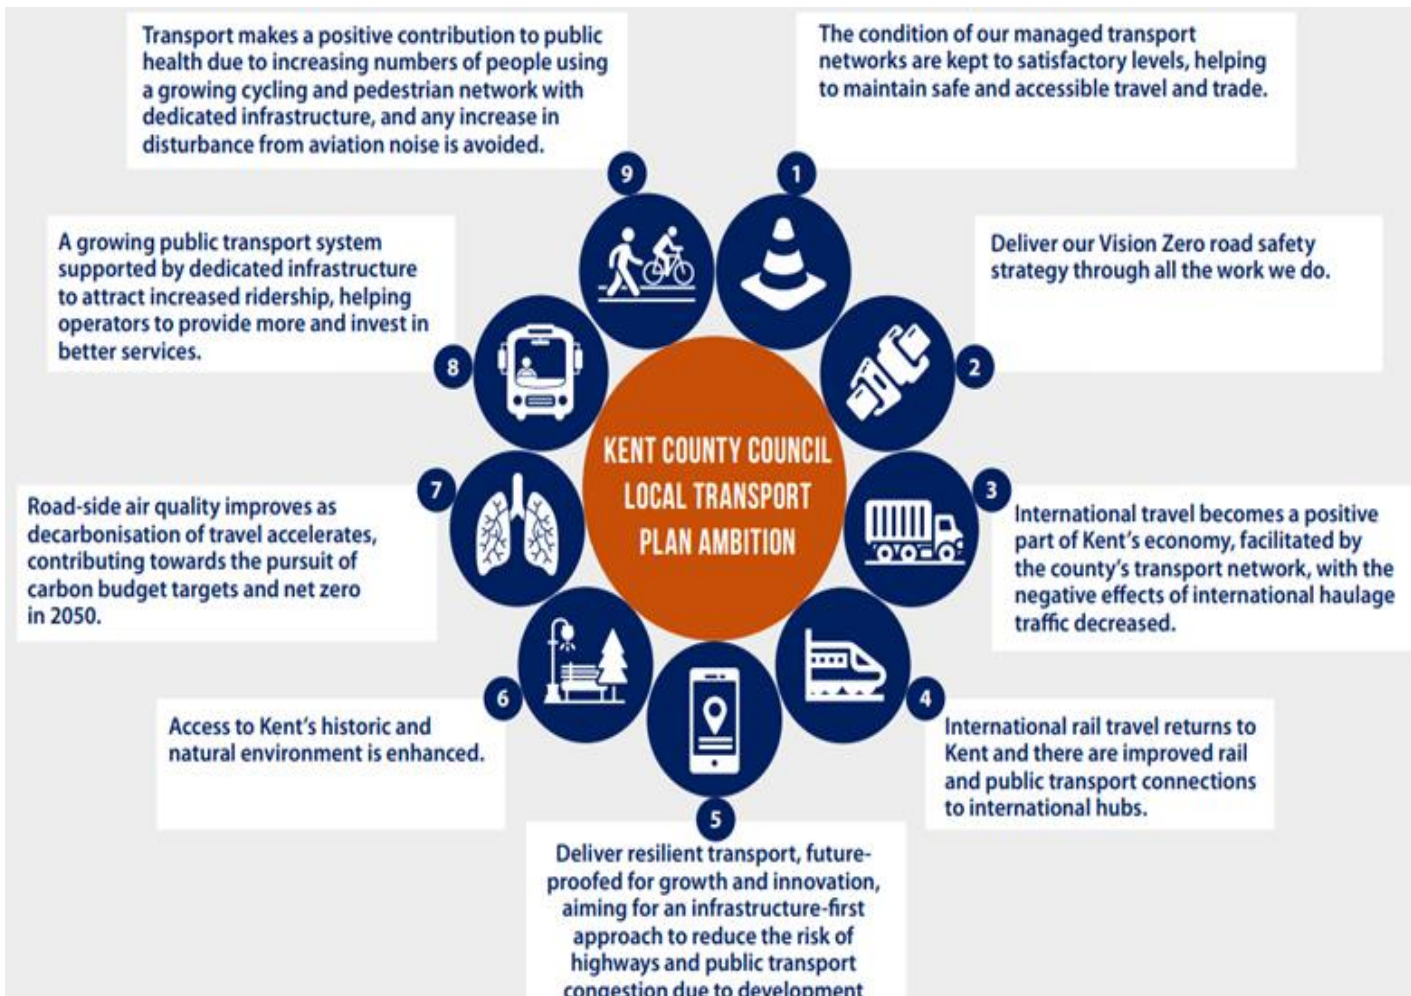 KENT COUNTY COUNCIL
LOCAL TRANSPORT
PLAN AMBITION
1
The condition of our managed transport
networks are kept to satisfactory levels, helping
to maintain safe and accessible travel and trade.
2
Deliver our Vision Zero road safety
strategy through all the work we do.
3
International travel becomes a positive
part of Kent's economy, facilitated by
the county's transport network, with the
negative effects of international haulage
traffic decreased.
4
International rail travel returns to
Kent and there are improved rail
and public transport connections
to international hubs.
5
Deliver resilient transport, future-
proofed for growth and innovation,
aiming for an infrastructure-first
approach to reduce the risk of
highways and public transport
congestion due to development
6
Access to Kent's historic and
natural environment is enhanced.
7
Road-side air quality improves as
decarbonisation of travel accelerates,
contributing towards the pursuit of
carbon budget targets and net zero
in 2050.
8
A growing public transport system
supported by dedicated infrastructure
to attract increased ridership, helping
operators to provide more and invest in
better services.
9
Transport makes a positive contribution to public
health due to increasing numbers of people using
a growing cycling and pedestrian network with
dedicated infrastructure, and any increase in
disturbance from aviation noise is avoided.